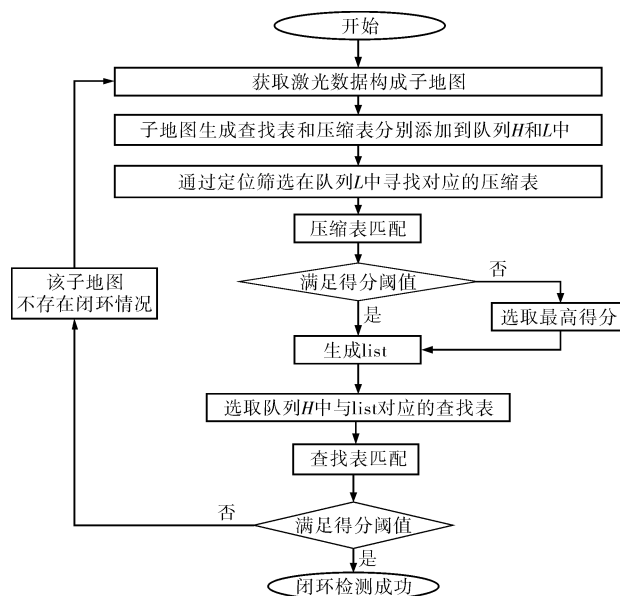 开始
获取激光数据构成子地图
子地图生成查找表和压缩表分别添加到队列H和L中
通过定位筛选在队列L中寻找对应的压缩表
压缩表匹配
满足得分阈值
否
是
选取最高得分
该子地图
不存在闭环情况
生成list
选取队列H中与list对应的查找表
查找表匹配
满足得分阈值
否
是
闭环检测成功